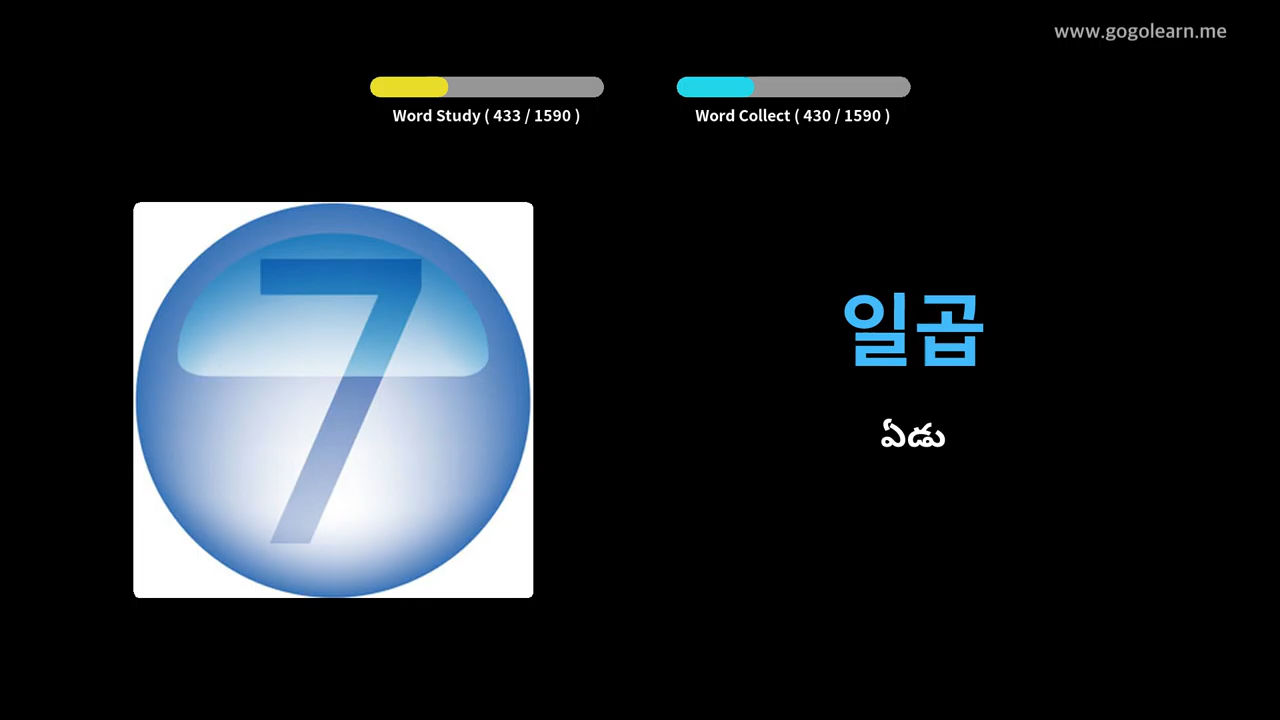 www.gogolearn.me
Word Study ( 433 / 1590 )
Word Collect ( 430 / 1590 )
7
일곱
ఏడు